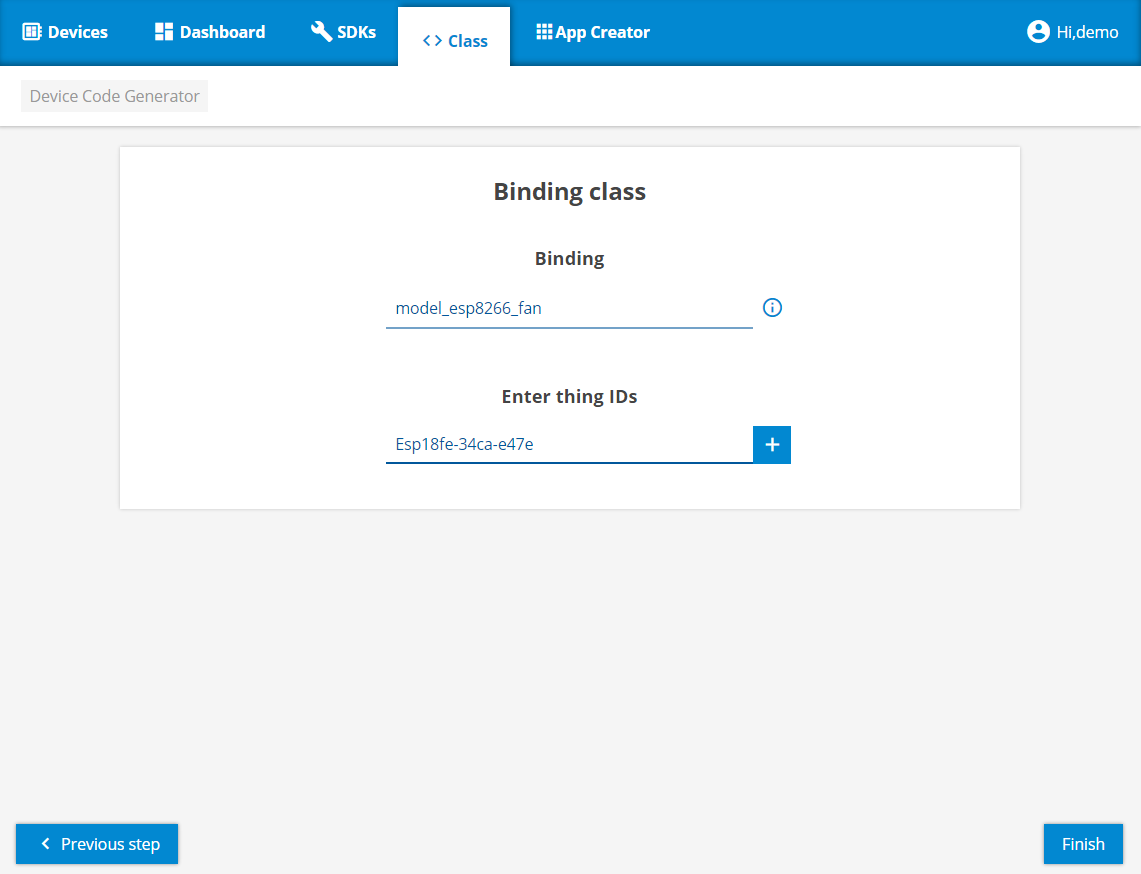 Devices
Dashboard
SDKs
<> Class
App Creator
Hi,demo
Device Code Generator
Binding class
Binding
model_esp8266_fan
Enter thing IDs
Esp18fe-34ca-e47e
+
Previous step
Finish